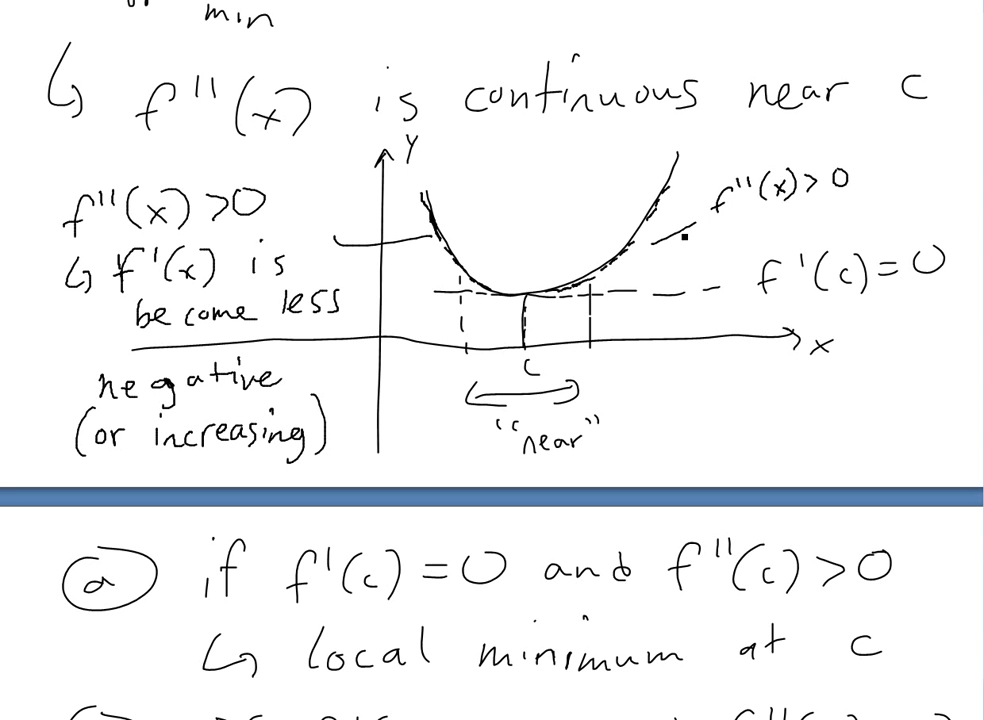 min
↳ f''(x) is continuous near c
y
f''(x) > 0
↳ f'(x) is
become less
negative
(or increasing)
f''(x) > 0
f'(c) = 0
x
c
"near"
(a) if f'(c) = 0 and f''(c) > 0
↳ local minimum at c